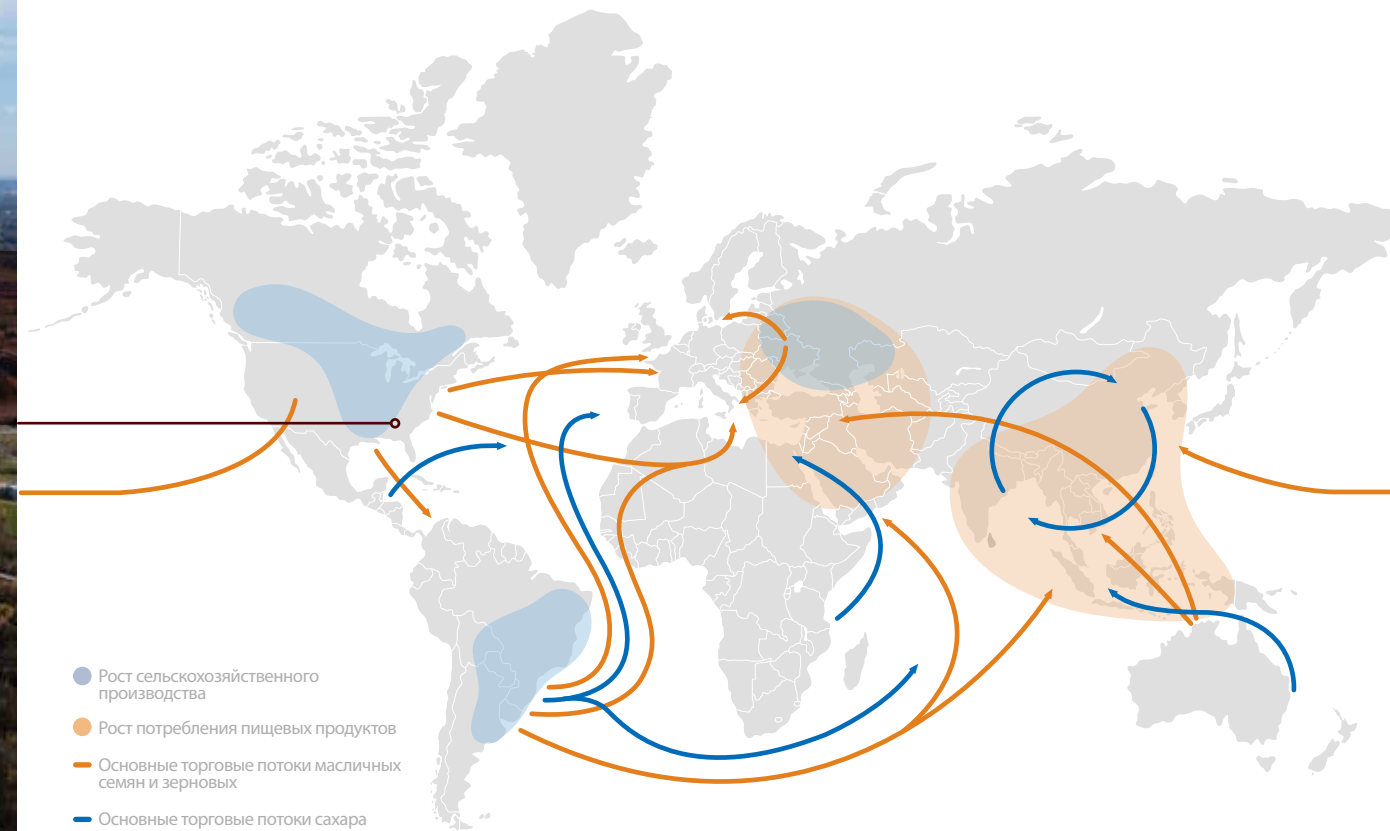 Рост сельскохозяйственного
производства
Рост потребления пищевых продуктов
Основные торговые потоки масличных
семян и зерновых
Основные торговые потоки сахара